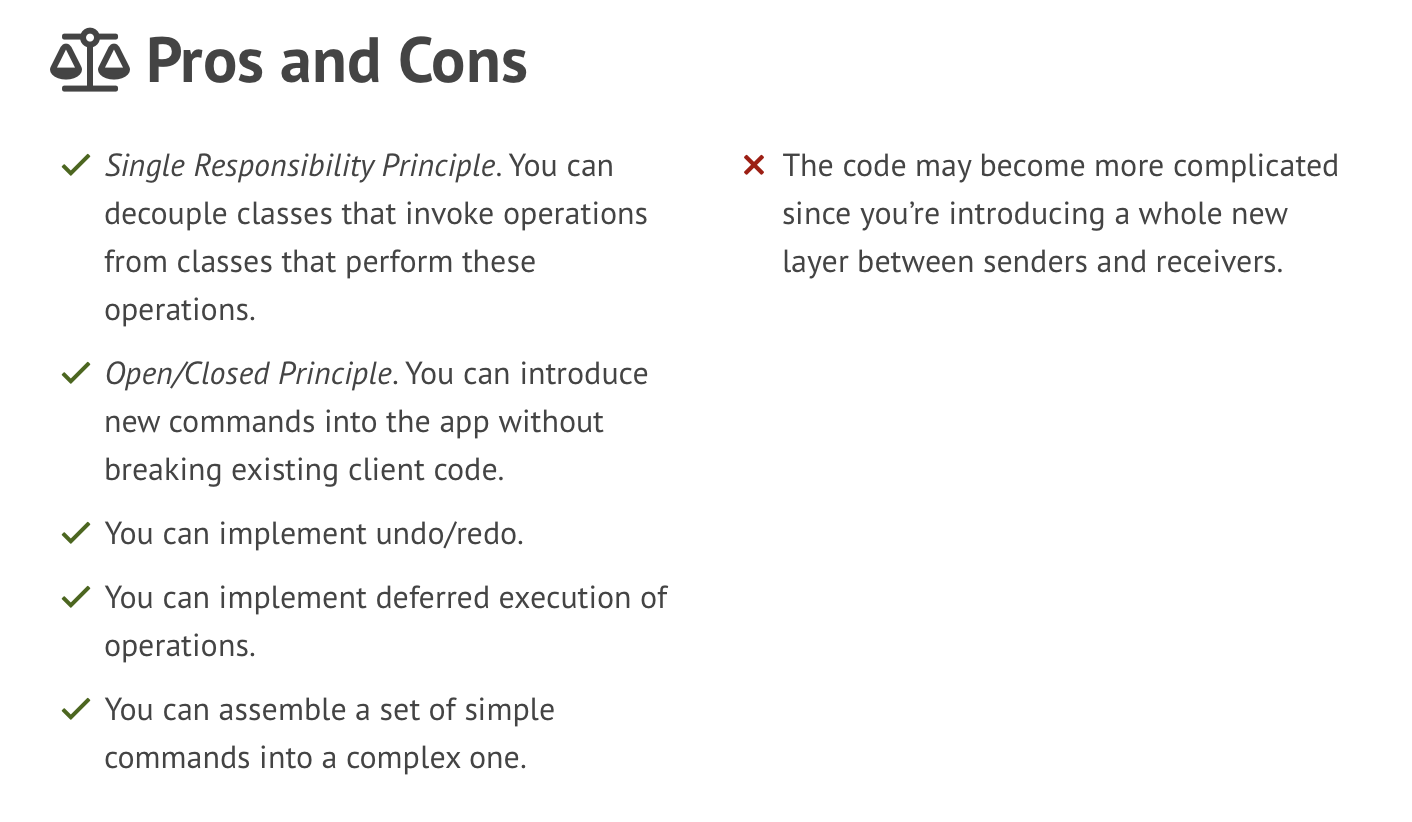 Pros and Cons
Single Responsibility Principle. You can
decouple classes that invoke operations
from classes that perform these
operations.
Open/Closed Principle. You can introduce
new commands into the app without
breaking existing client code.
You can implement undo/redo.
You can implement deferred execution of
operations.
You can assemble a set of simple
commands into a complex one.
The code may become more complicated
since you’re introducing a whole new
layer between senders and receivers.